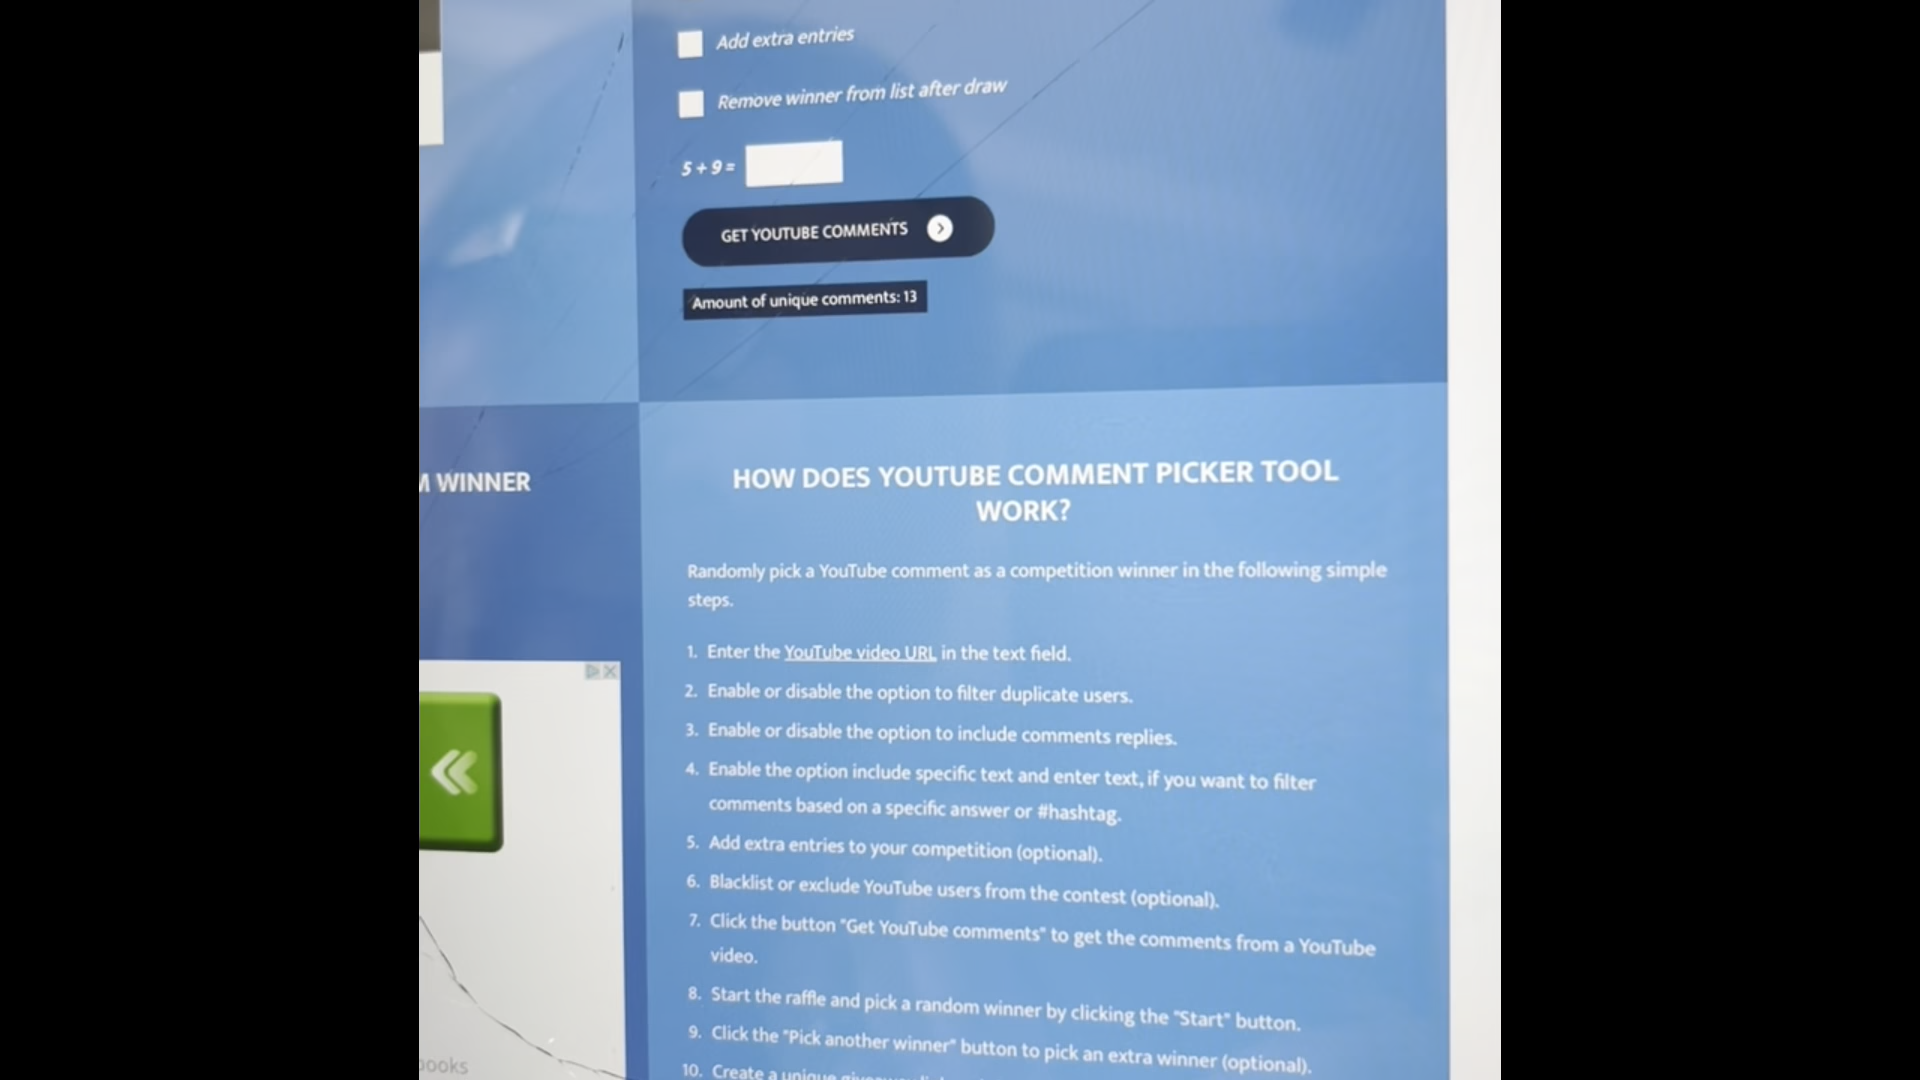 Add extra entries
Remove winner from list after draw
5 + 9 =
GET YOUTUBE COMMENTS
Amount of unique comments: 13
WINNER
HOW DOES YOUTUBE COMMENT PICKER TOOL
WORK?
Randomly pick a YouTube comment as a competition winner in the following simple
steps.
1. Enter the YouTube video URL in the text field.
2. Enable or disable the option to filter duplicate users.
3. Enable or disable the option to include comments replies.
4. Enable the option include specific text and enter text, if you want to filter
comments based on a specific answer or #hashtag.
5. Add extra entries to your competition (optional).
6. Blacklist or exclude YouTube users from the contest (optional).
7. Click the button "Get YouTube comments" to get the comments from a YouTube
video.
8. Start the raffle and pick a random winner by clicking the "Start" button.
9. Click the "Pick another winner" button to pick an extra winner (optional).
10. Create a unique